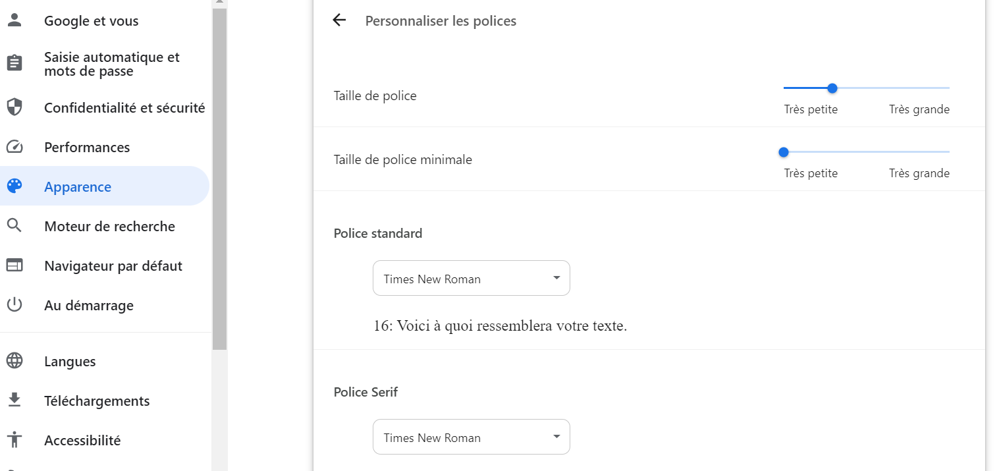 Google et vous
Saisie automatique et
mots de passe
Confidentialité et sécurité
Performances
Apparence
Moteur de recherche
Navigateur par défaut
Au démarrage
Langues
Téléchargements
Accessibilité
Personnaliser les polices
Taille de police
Très petite Très grande
Taille de police minimale
Très petite Très grande
Police standard
Times New Roman
16: Voici à quoi ressemblera votre texte.
Police Serif
Times New Roman